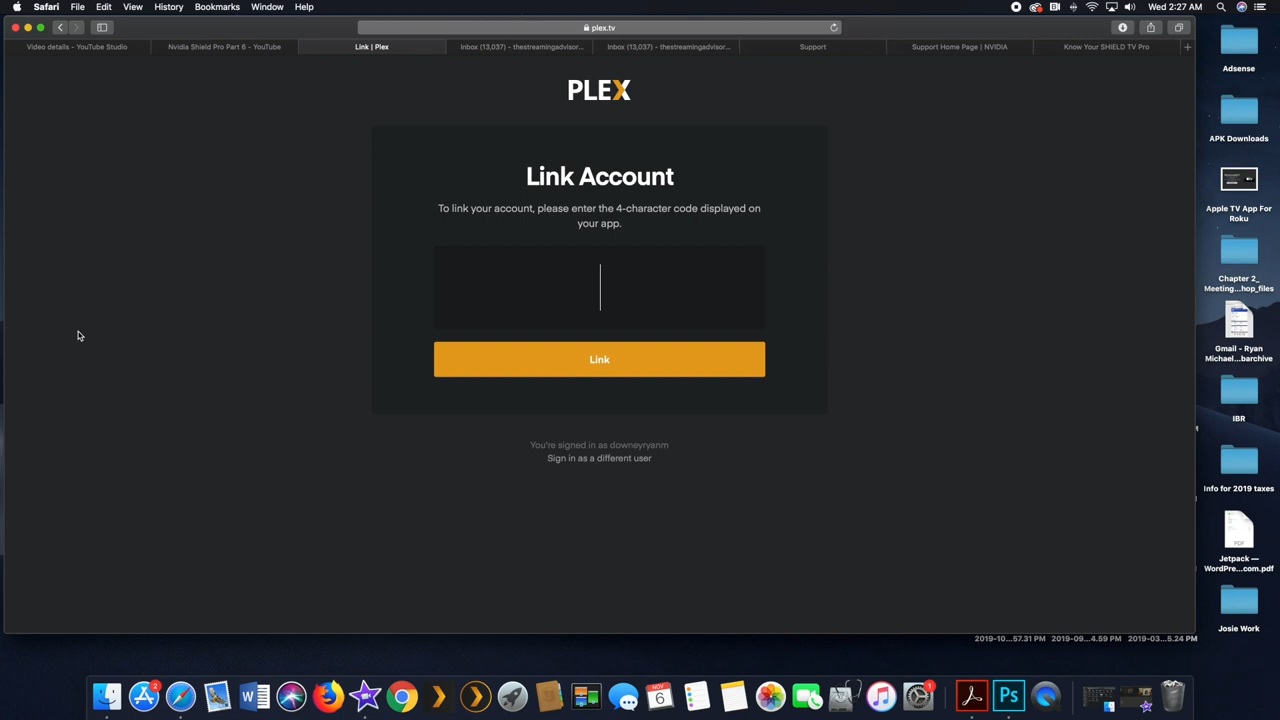 Safari File Edit View History Bookmarks Window Help Wed 2:27 AM
plex.tv
Video details - YouTube Studio Nvidia Shield Pro Part 6 - YouTube Link | Plex Inbox (13,037) - thestreamingadvisor... Inbox (13,037) - thestreamingadvisor... Support Support Home Page | NVIDIA Know Your SHIELD TV Pro
PLEX
Link Account
To link your account, please enter the 4-character code displayed on
your app.
Link
You're signed in as downeyryanm
Sign in as a different user
Adsense
APK Downloads
Apple TV App For
Roku
Chapter 2_
Meeting...hop_files
Gmail - Ryan
Michael...barchive
IBR
Info for 2019 taxes
PDF
Jetpack —
WordPre...com.pdf
Josie Work
2019-10...57.31 PM 2019-09...4.59 PM 2019-03...5.24 PM
2
NOV
6
1
Ps